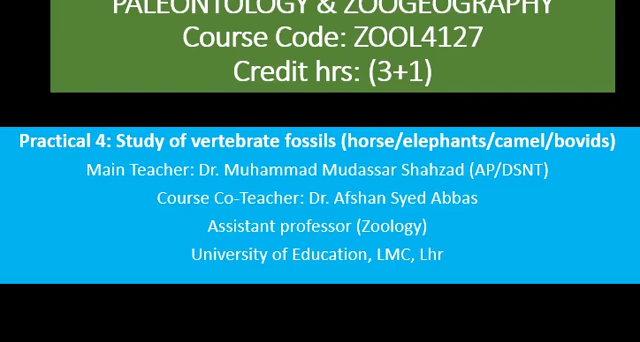 PALEONTOLOGY & ZOOGEOGRAPHY
Course Code: ZOOL4127
Credit hrs: (3+1)
Practical 4: Study of vertebrate fossils (horse/elephants/camel/bovids)
Main Teacher: Dr. Muhammad Mudassar Shahzad (AP/DSNT)
Course Co-Teacher: Dr. Afshan Syed Abbas
Assistant professor (Zoology)
University of Education, LMC, Lhr